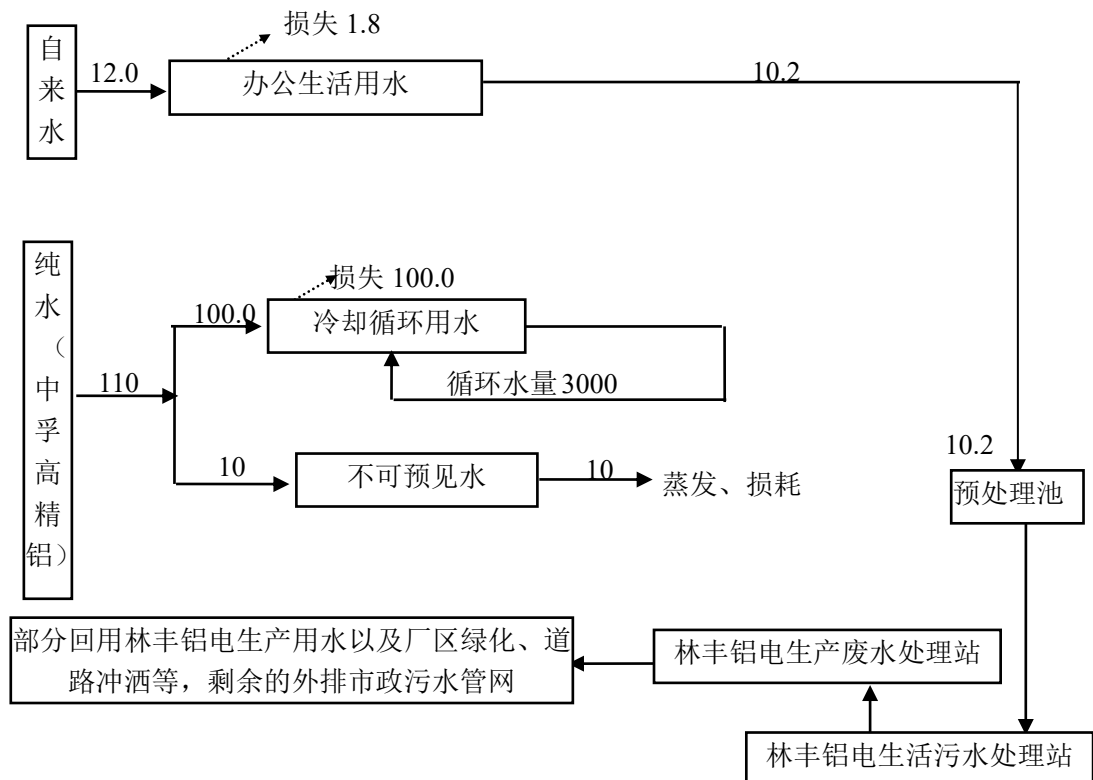 自来水
12.0
损失 1.8
办公生活用水
10.2
纯水（中孚高精铝）
110
损失 100.0
100.0
冷却循环用水
循环水量 3000
10
不可预见水
10
蒸发、损耗
10.2
预处理池
部分回用林丰铝电生产用水以及厂区绿化、道
路冲洒等，剩余的外排市政污水管网
林丰铝电生产废水处理站
林丰铝电生活污水处理站